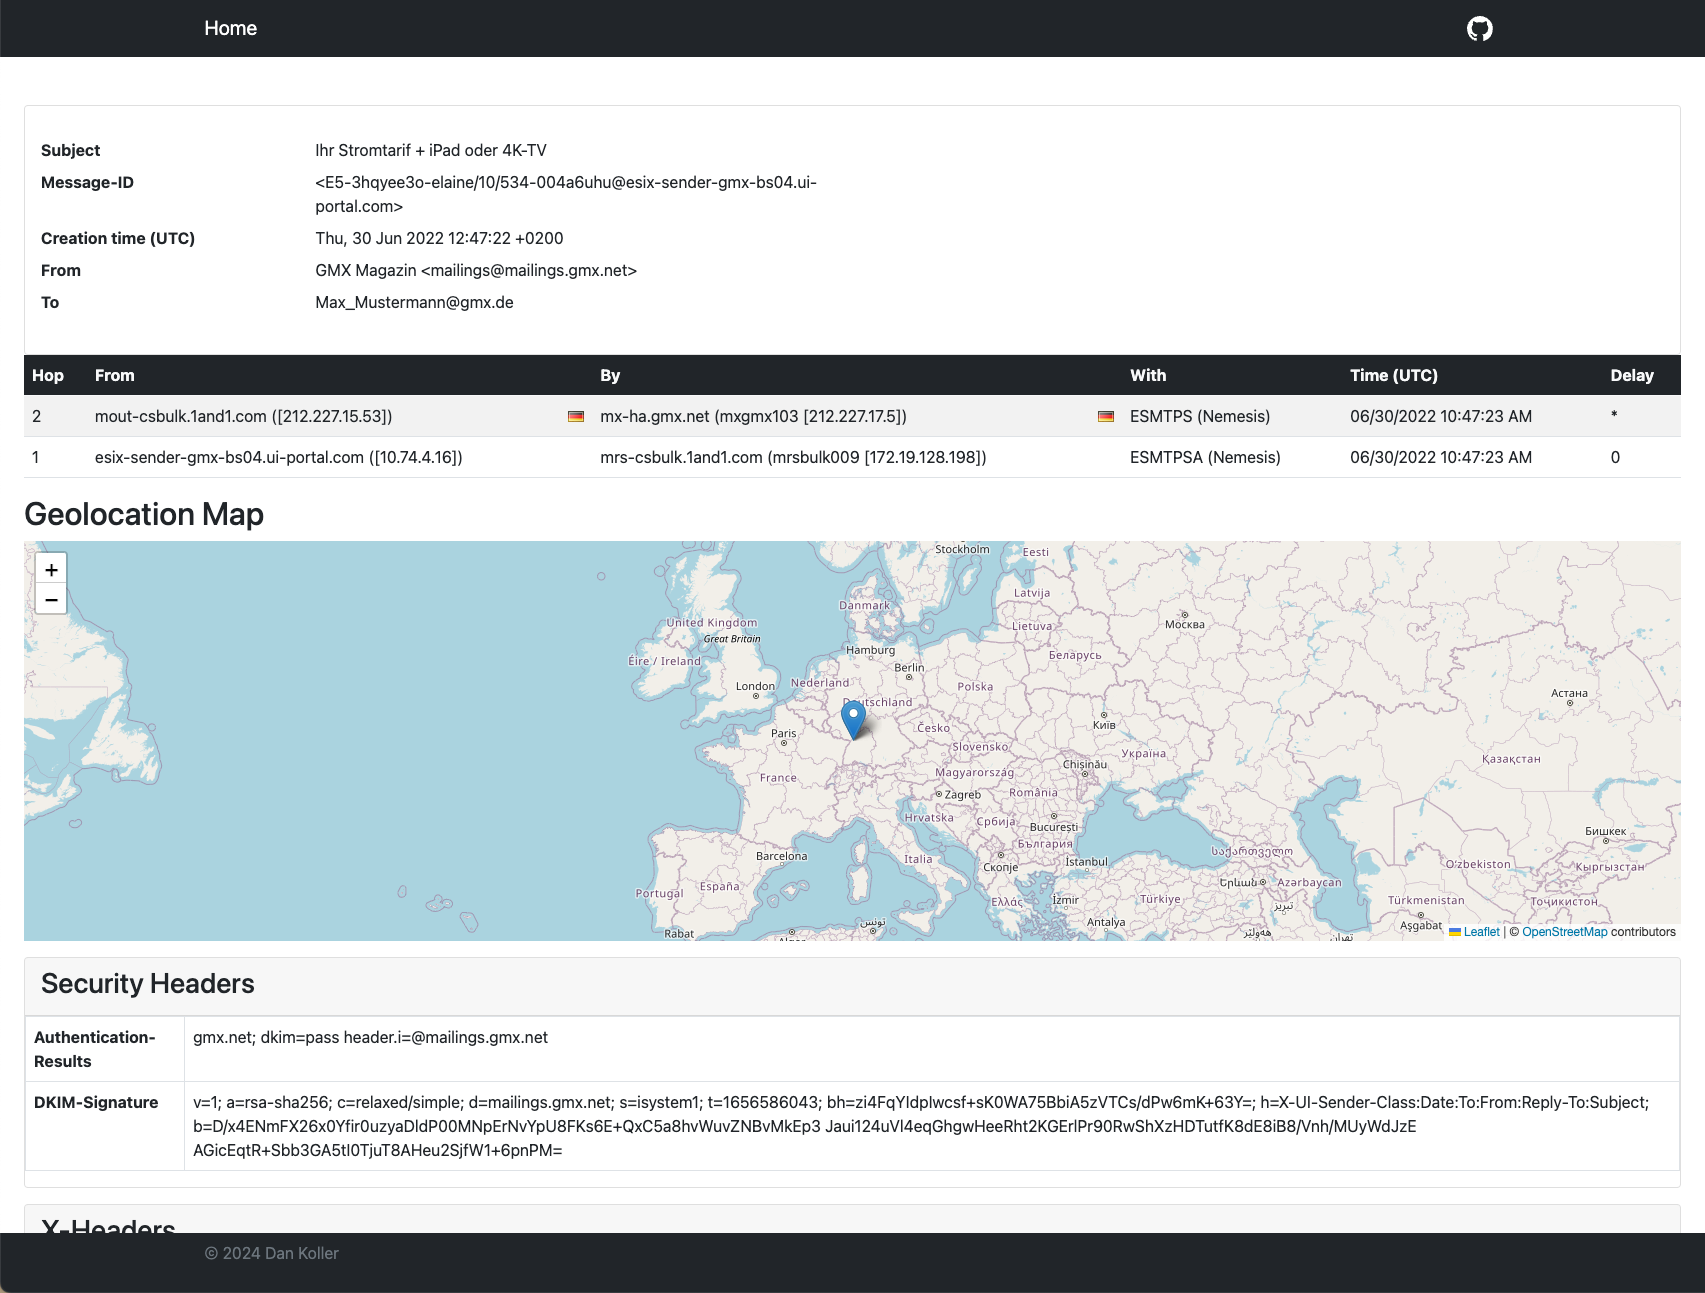 Home
Subject Ihr Stromtarif + iPad oder 4K-TV
Message-ID <E5-3hqyee3o-elaine/10/534-004a6uhu@esix-sender-gmx-bs04.ui-
portal.com>
Creation time (UTC) Thu, 30 Jun 2022 12:47:22 +0200
From GMX Magazin <mailings@mailings.gmx.net>
To Max_Mustermann@gmx.de
Hop From By With Time (UTC) Delay
2 mout-csbulk.1and1.com ([212.227.15.53]) mx-ha.gmx.net (mxgmx103 [212.227.17.5]) ESMTPS (Nemesis) 06/30/2022 10:47:23 AM *
1 esix-sender-gmx-bs04.ui-portal.com ([10.74.4.16]) mrs-csbulk.1and1.com (mrsbulk009 [172.19.128.198]) ESMTPSA (Nemesis) 06/30/2022 10:47:23 AM 0
Geolocation Map
+
−
Stockholm
Eesti
Latvija
Danmark
United Kingdom
Great Britain
Lietuva
Москва
Hamburg
Беларусь
Éire / Ireland
Berlin
London
Nederland
Polska
Астана
Deutschland
Київ
Česko
Paris
Slovensko
Україна
Қазақстан
Chișinău
France
Magyarország
România
Zagreb
Hrvatska
Србија
București
Бишкек
България
Barcelona
Italia
Скопје
İstanbul
საქართველო
Oʻzbekiston
Кыргызстан
Portugal
España
Երևան
Azərbaycan
Ελλάς
İzmir
Türkiye
تبریز
Türkmenistan
Тоҷикистон
تونس
Antalya
Aşgabat
Rabat
هەولێر
تهران
Leaflet | © OpenStreetMap contributors
Security Headers
Authentication- gmx.net; dkim=pass header.i=@mailings.gmx.net
Results
DKIM-Signature v=1; a=rsa-sha256; c=relaxed/simple; d=mailings.gmx.net; s=isystem1; t=1656586043; bh=zi4FqYldplwcsf+sK0WA75BbiA5zVTCs/dPw6mK+63Y=; h=X-UI-Sender-Class:Date:To:From:Reply-To:Subject;
b=D/x4ENmFX26x0Yfir0uzyaDldP00MNpErNvYpU8FKs6E+QxC5a8hvWuvZNBvMkEp3 Jaui124uVl4eqGhgwHeeRht2KGErlPr90RwShXzHDTutfK8dE8iB8/Vnh/MUyWdJzE
AGicEqtR+Sbb3GA5tI0TjuT8AHeu2SjfW1+6pnPM=
X-Headers
© 2024 Dan Koller